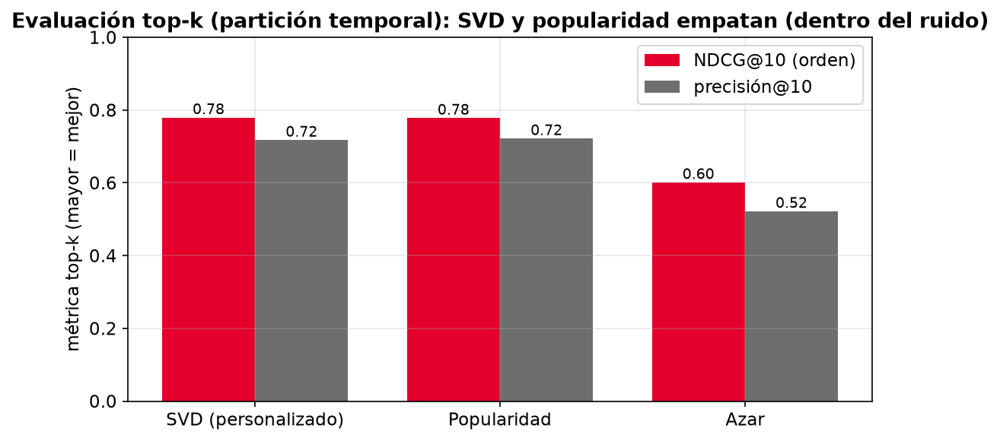 Evaluación top-k (partición temporal): SVD y popularidad empatan (dentro del ruido)
métrica top-k (mayor = mejor)
1.0
0.8
0.6
0.4
0.2
0.0
NDCG@10 (orden)
precisión@10
0.78
0.72
0.78
0.72
0.60
0.52
SVD (personalizado)
Popularidad
Azar